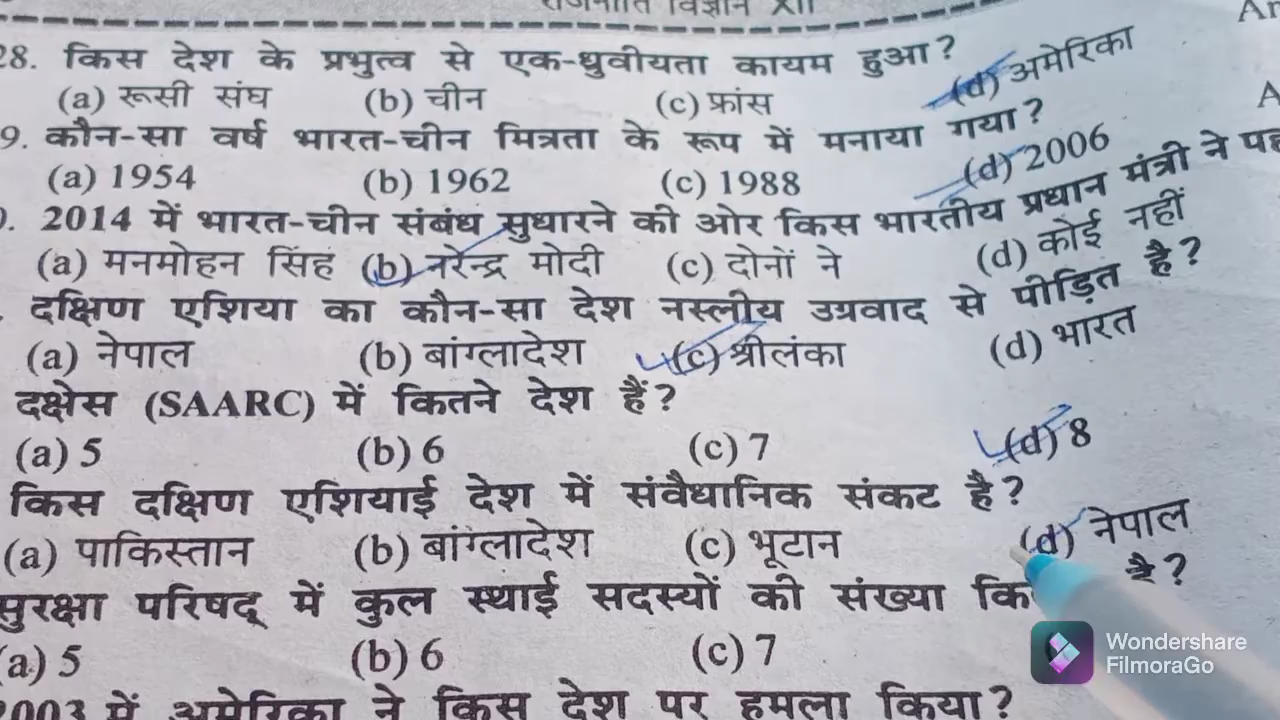 राजनीति विज्ञान XII
28. किस देश के प्रभुत्व से एक-ध्रुवीयता कायम हुआ?
(a) रूसी संघ (b) चीन (c) फ्रांस (d) अमेरिका
9. कौन-सा वर्ष भारत-चीन मित्रता के रूप में मनाया गया?
(a) 1954 (b) 1962 (c) 1988 (d) 2006
2014 में भारत-चीन संबंध सुधारने की ओर किस भारतीय प्रधान मंत्री ने
(a) मनमोहन सिंह (b) नरेन्द्र मोदी (c) दोनों ने (d) कोई नहीं
दक्षिण एशिया का कौन-सा देश नस्लीय उग्रवाद से पीड़ित है?
(a) नेपाल (b) बांग्लादेश (c) श्रीलंका (d) भारत
दक्षेस (SAARC) में कितने देश हैं?
(a) 5 (b) 6 (c) 7 (d) 8
किस दक्षिण एशियाई देश में संवैधानिक संकट है?
(a) पाकिस्तान (b) बांग्लादेश (c) भूटान (d) नेपाल
सुरक्षा परिषद् में कुल स्थाई सदस्यों की संख्या है?
(a) 5 (b) 6 (c) 7
2003 में अमेरिका ने किस देश पर हमला किया?
Wondershare
FilmoraGo